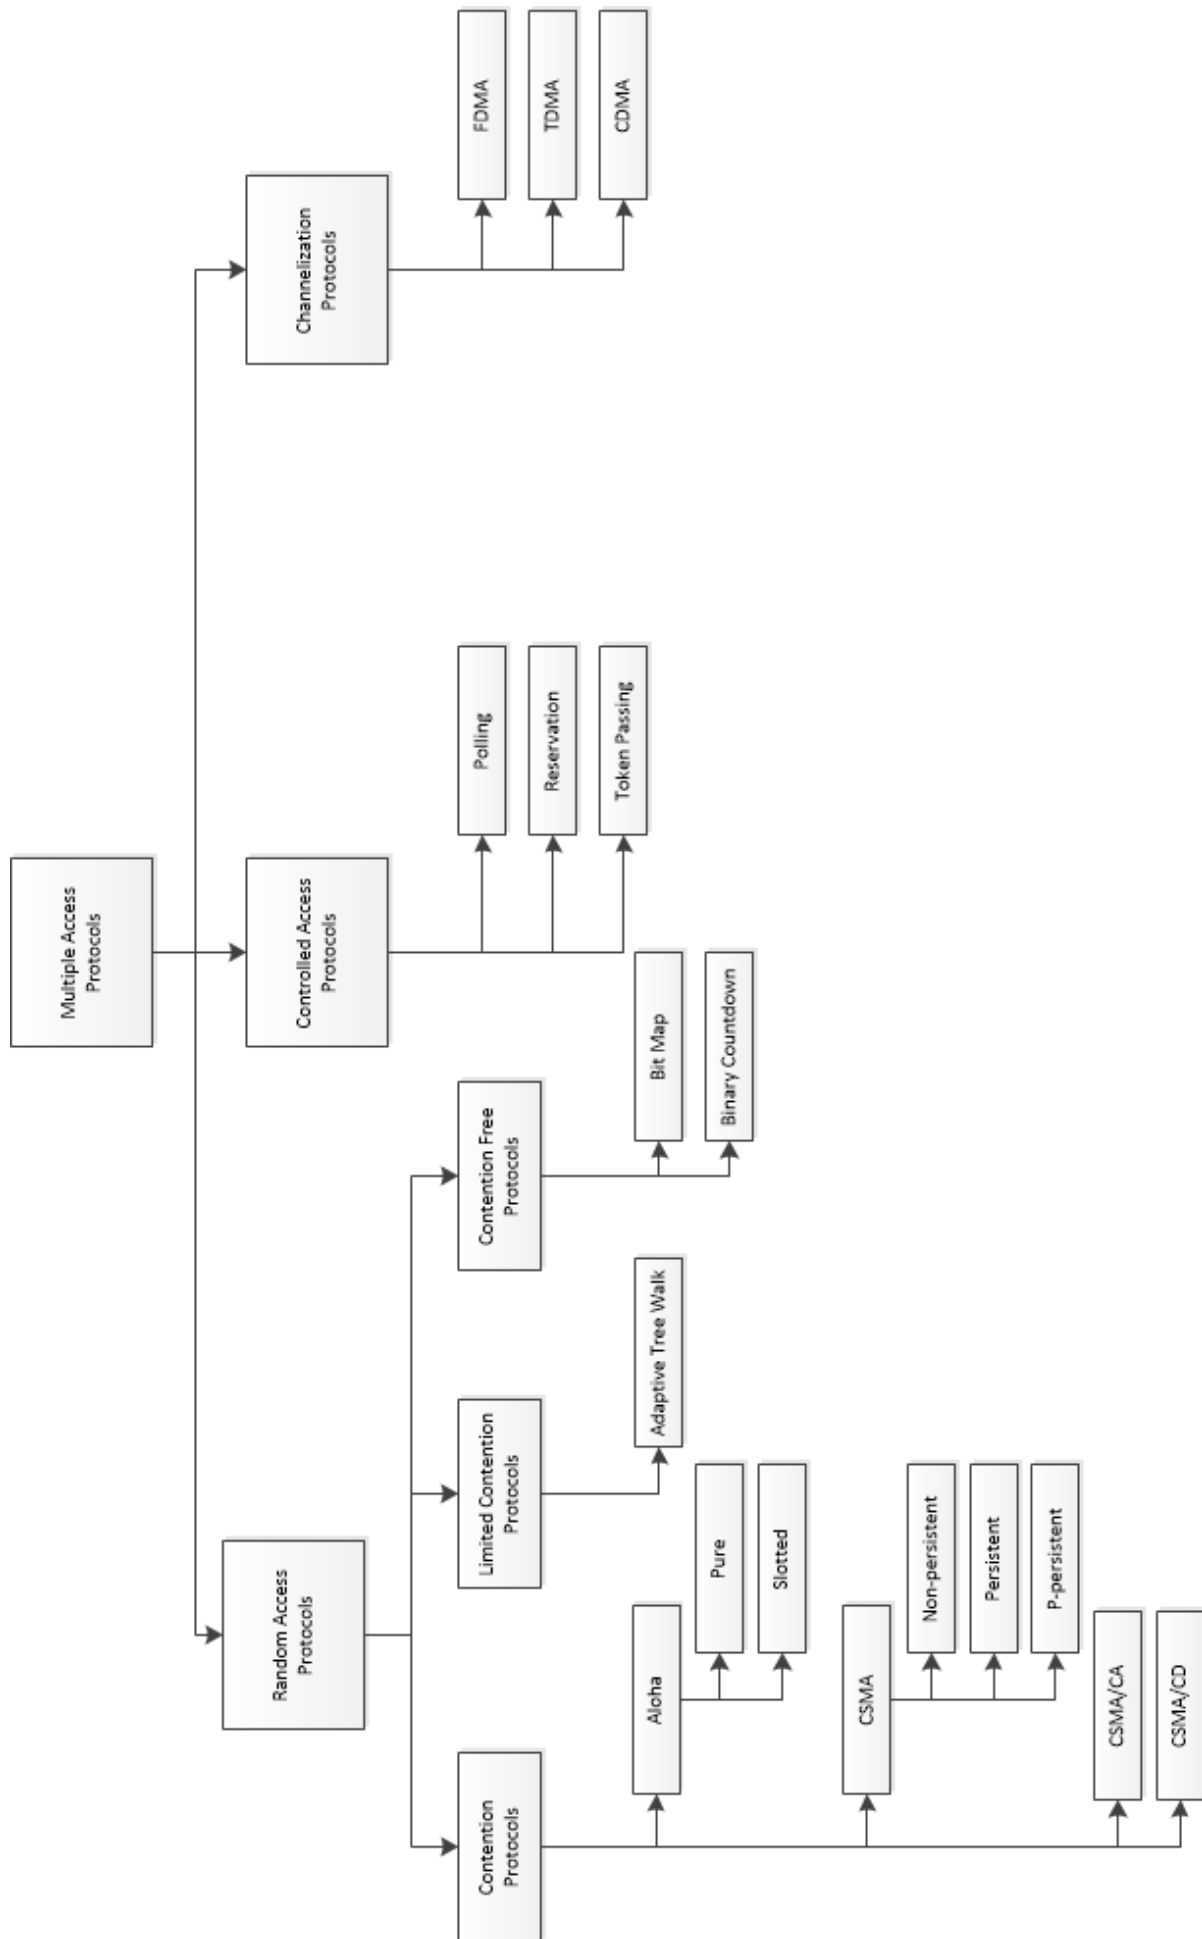 Multiple Access
Protocols
Random Access
Protocols
Controlled Access
Protocols
Channelization
Protocols
Contention
Protocols
Limited Contention
Protocols
Contention Free
Protocols
Polling
Reservation
Token Passing
FDMA
TDMA
CDMA
Aloha
Pure
Slotted
CSMA
Non-persistent
Persistent
P-persistent
CSMA/CA
CSMA/CD
Adaptive Tree Walk
Bit Map
Binary Countdown